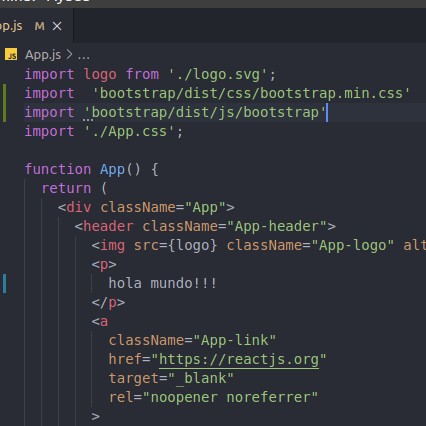 pp.js M ×
JS App.js > ...
import logo from './logo.svg';
import  'bootstrap/dist/css/bootstrap.min.css'
import 'bootstrap/dist/js/bootstrap'
import './App.css';
function App() {
return (
<div className="App">
<header className="App-header">
<img src={logo} className="App-logo" alt
<p>
hola mundo!!!
</p>
<a
className="App-link"
href="https://reactjs.org"
target="_blank"
rel="noopener noreferrer"
>